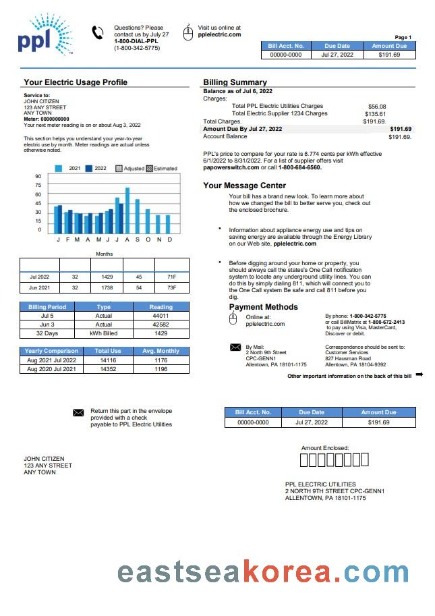 ppl
Questions? Please
contact us by July 27
1-800-DIAL-PPL
(1-800-342-5775)
Visit us online at
pplelectric.com
Page 1
Bill Acct. No. Due Date Amount Due
00000-0000 Jul 27, 2022 $191.69
Your Electric Usage Profile
Service to:
JOHN CITIZEN
123 ANY STREET
ANY TOWN
Meter: 0000000000
Your next meter reading is on or about Aug 3, 2022
This section helps you understand your year-to-year
electric use by month. Meter readings are actual unless
otherwise noted.
2021 2022 Adjusted Estimated
90
75
60
45
30
15
0
J F M A M J J A S O N D
Months
Jul 2022 32 1429 45 71F
Jun 2021 32 1738 54 73F
Billing Period Type Reading
Jul 5 Actual 44011
Jun 3 Actual 42582
32 Days kWh Billed 1429
Yearly Comparison Total Use Avg. Monthly
Aug 2021 Jul 2022 14116 1176
Aug 2020 Jul 2021 14352 1196
Billing Summary
Balance as of Jul 6, 2022
Charges:
Total PPL Electric Utilities Charges $56.08
Total Electric Supplier 1234 Charges $135.61
Total Charges $191.69.
Amount Due By Jul 27, 2022 $191.69
Account Balance $191.69.
PPL's price to compare for your rate is 8.774 cents per kWh effective
6/1/2022 to 8/31/2022. For a list of supplier offers visit
papowerswitch.com or call 1-800-664-6560.
Your Message Center
Your bill has a brand new look. To learn more about
how we changed the bill to better serve you, check out
the enclosed brochure.
• Information about appliance energy use and tips on
saving energy are available through the Energy Library
on our Web site, pplelectric.com
• Before digging around your home or property, you
should always call the state's One Call notification
system to locate any underground utility lines. You can
do this by simply dialing 811, which will connect you to
the One Call system Be safe and call 811 before you
dig.
Payment Methods
Online at:
pplelectric.com
By phone: 1-800-342-5775
or call BillMatrix at 1-800-672-2413
to pay using Visa, MasterCard,
Discover or debit.
By Mail:
2 North 9th Street
CPC-GENN1
Allentown, PA 18101-1175
Correspondence should be sent to:
Customer Services
827 Hausman Road
Allentown, PA 18104-9392
Other important information on the back of this bill
Return this part in the envelope
provided with a check
payable to PPL Electric Utilities
Bill Acct. No. Due Date Amount Due
00000-0000 Jul 27, 2022 $191.69
Amount Enclosed:
JOHN CITIZEN
123 ANY STREET
ANY TOWN
PPL ELECTRIC UTILITIES
2 NORTH 9TH STREET CPC-GENN1
ALLENTOWN, PA 18101-1175
eastseakorea.com